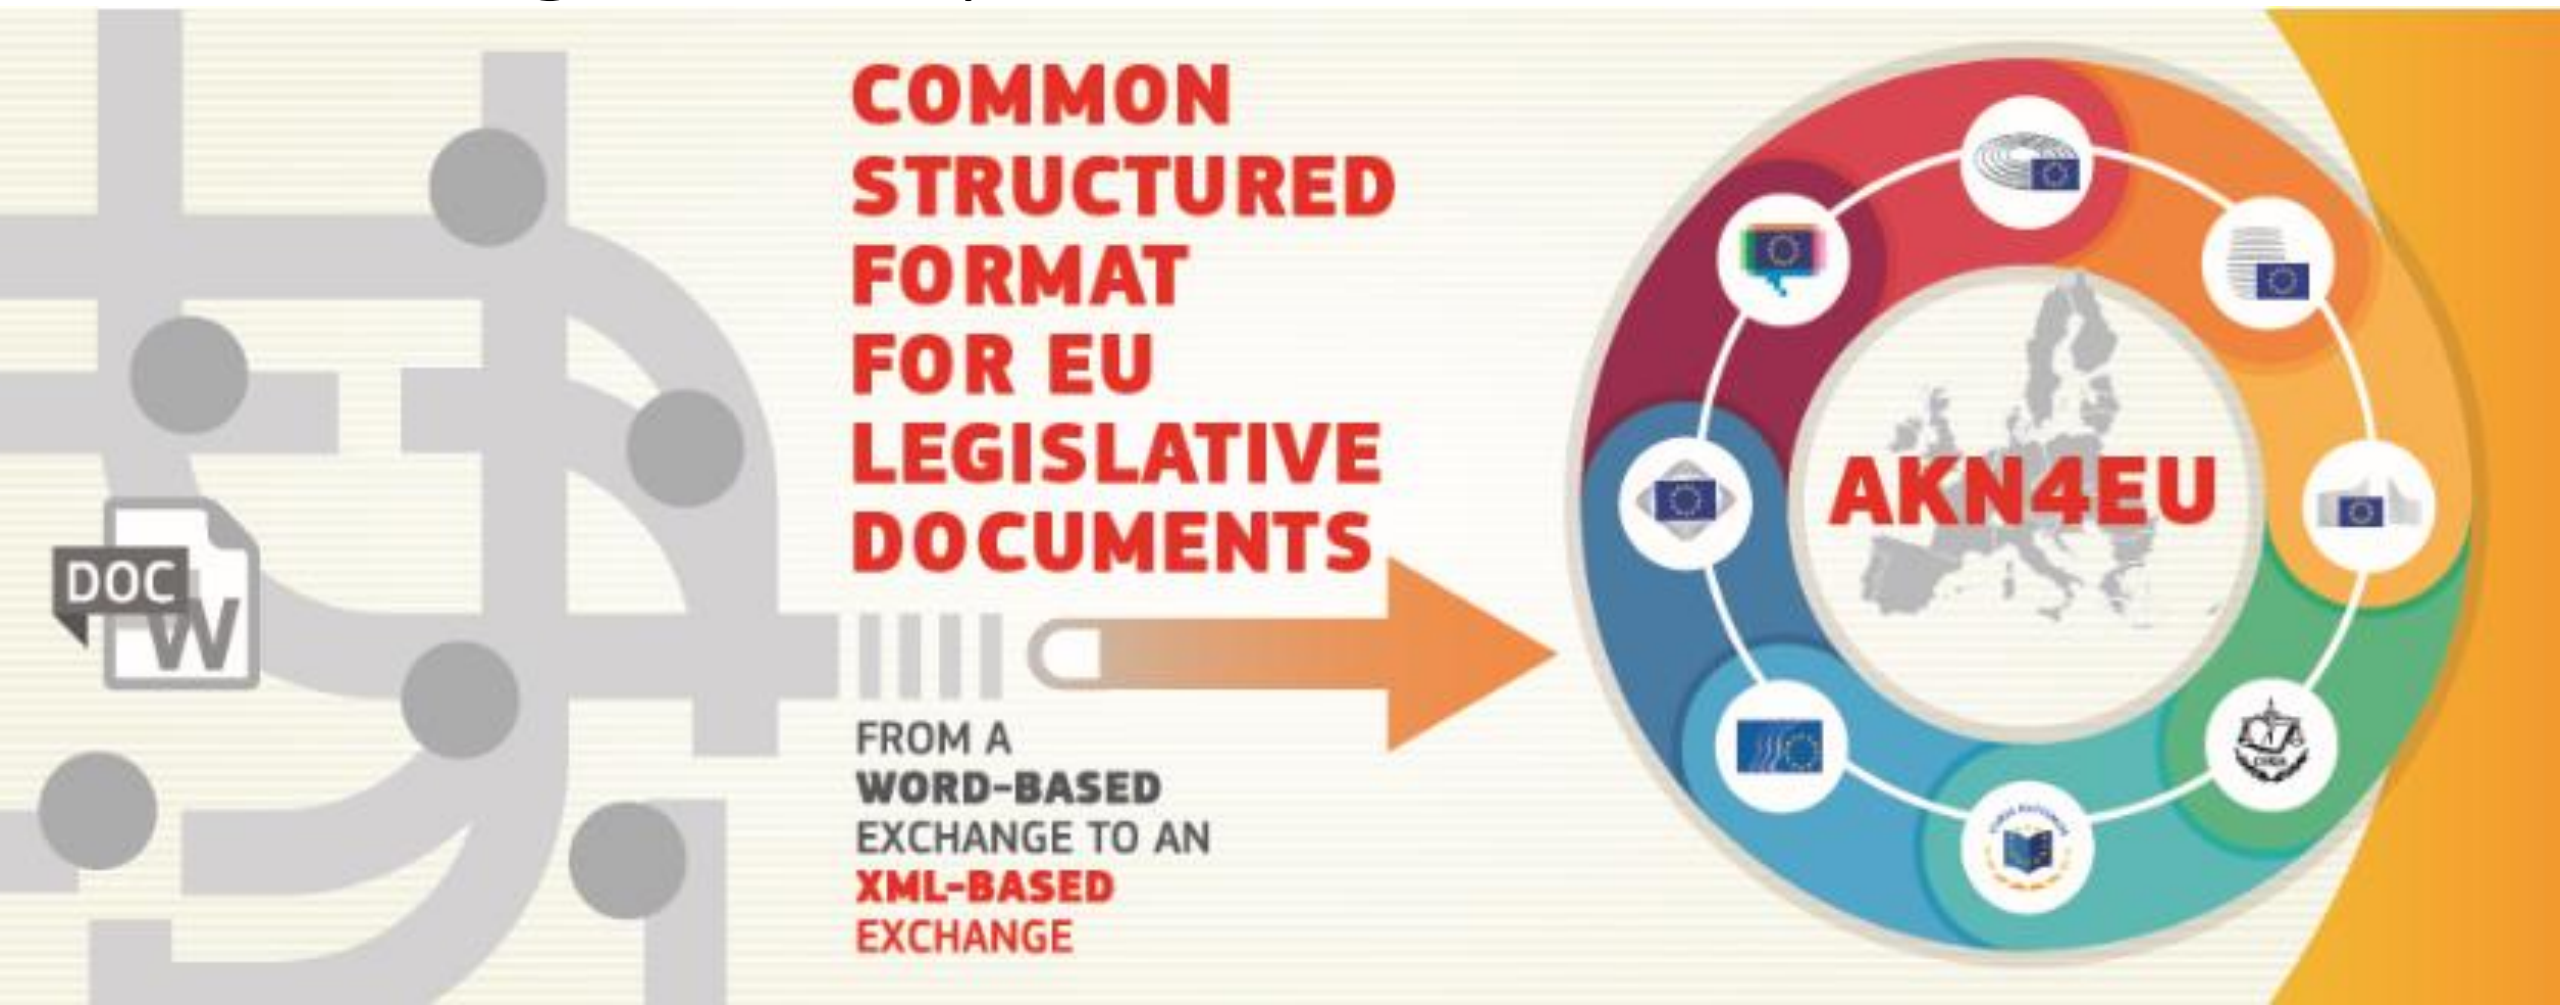 COMMON
STRUCTURED
FORMAT
FOR EU
LEGISLATIVE
DOCUMENTS
DOC
W
FROM A
WORD-BASED
EXCHANGE TO AN
XML-BASED
EXCHANGE
AKN4EU